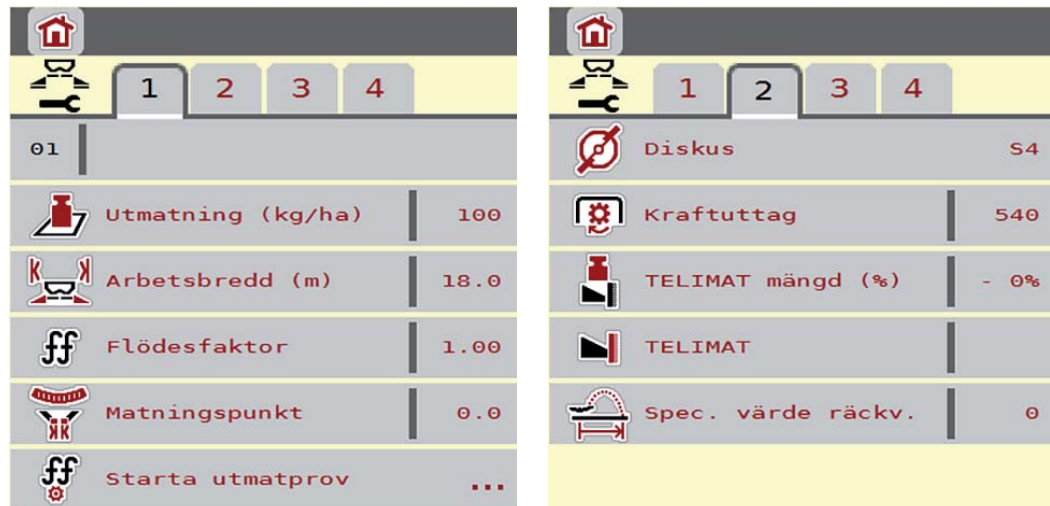 1 2 3 4
01
Utmatning (kg/ha) 100
Arbetsbredd (m) 18.0
Flödesfaktor 1.00
Matningspunkt 0.0
Starta utmatprov ...
1 2 3 4
Diskus S4
Kraftuttag 540
TELIMAT mängd (%) - 0%
TELIMAT
Spec. värde räckv. 0